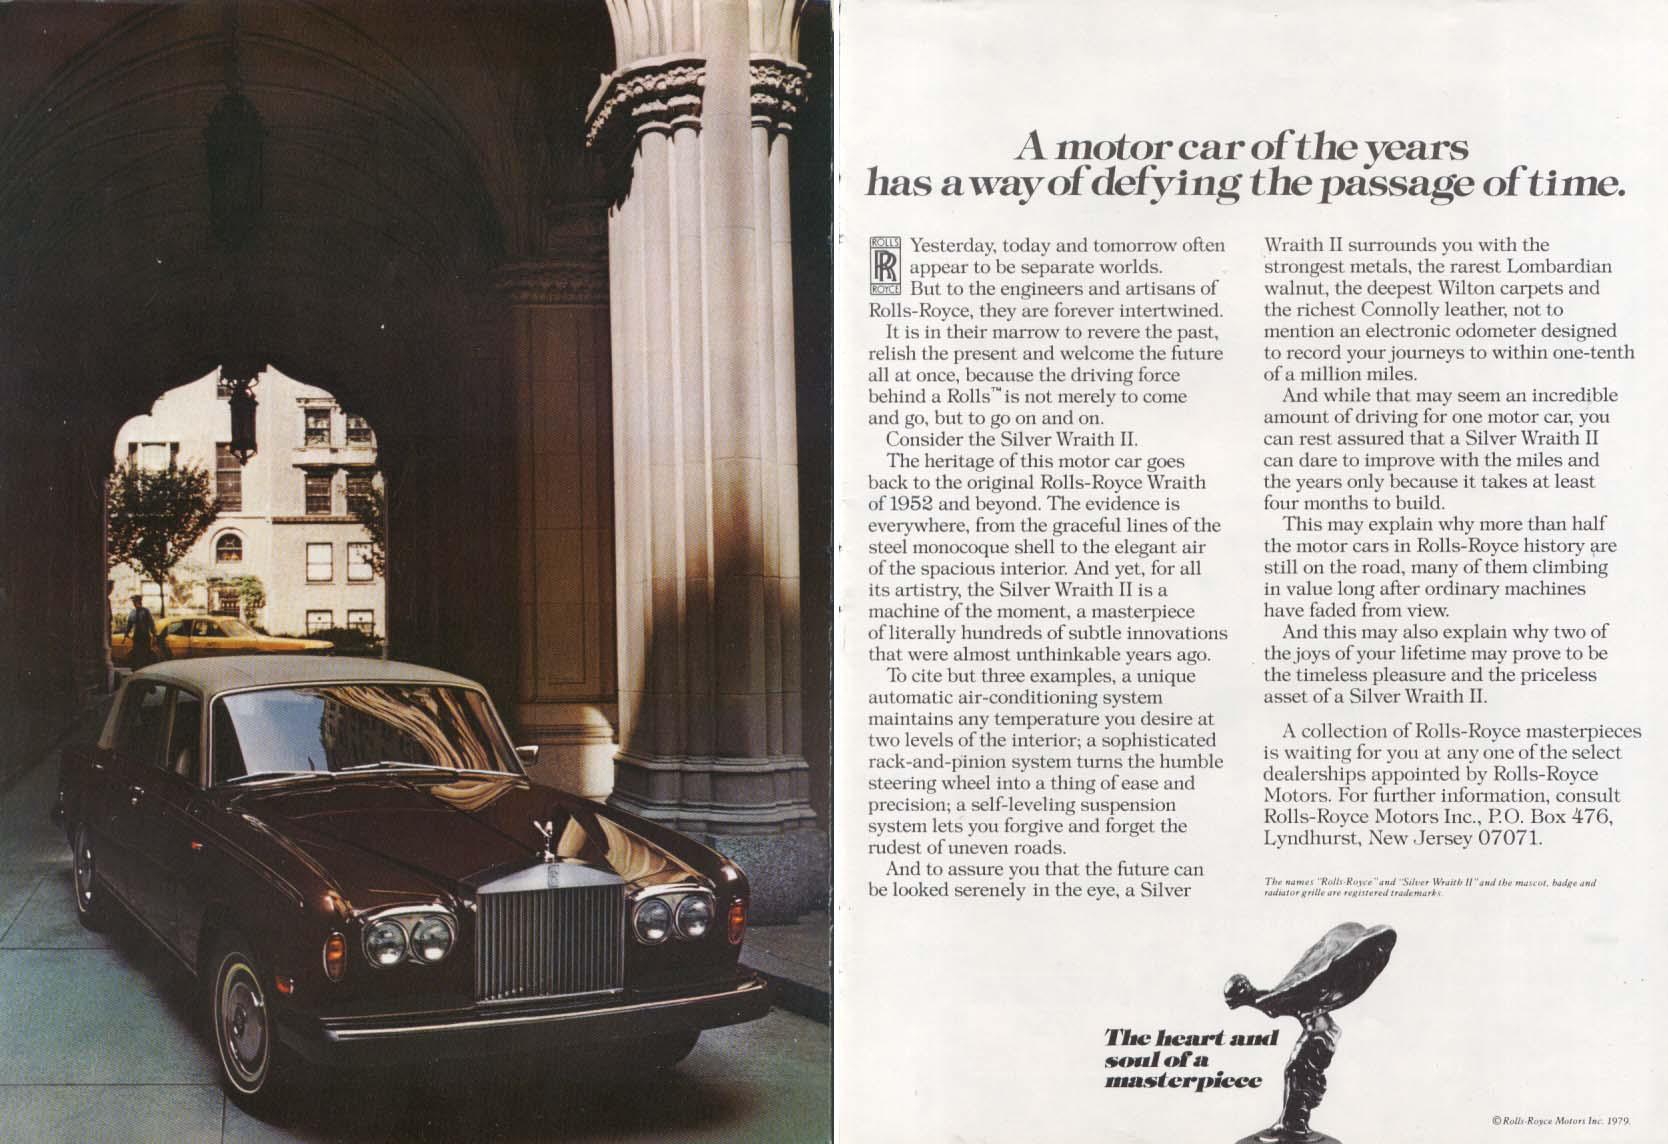 A motor car of the years
has a way of defying the passage of time.
ROLLS
RR
ROYCE
Yesterday, today and tomorrow often
appear to be separate worlds.
But to the engineers and artisans of
Rolls-Royce, they are forever intertwined.
It is in their marrow to revere the past,
relish the present and welcome the future
all at once, because the driving force
behind a Rolls™ is not merely to come
and go, but to go on and on.
Consider the Silver Wraith II.
The heritage of this motor car goes
back to the original Rolls-Royce Wraith
of 1952 and beyond. The evidence is
everywhere, from the graceful lines of the
steel monocoque shell to the elegant air
of the spacious interior. And yet, for all
its artistry, the Silver Wraith II is a
machine of the moment, a masterpiece
of literally hundreds of subtle innovations
that were almost unthinkable years ago.
To cite but three examples, a unique
automatic air-conditioning system
maintains any temperature you desire at
two levels of the interior; a sophisticated
rack-and-pinion system turns the humble
steering wheel into a thing of ease and
precision; a self-leveling suspension
system lets you forgive and forget the
rudest of uneven roads.
And to assure you that the future can
be looked serenely in the eye, a Silver
Wraith II surrounds you with the
strongest metals, the rarest Lombardian
walnut, the deepest Wilton carpets and
the richest Connolly leather, not to
mention an electronic odometer designed
to record your journeys to within one-tenth
of a million miles.
And while that may seem an incredible
amount of driving for one motor car, you
can rest assured that a Silver Wraith II
can dare to improve with the miles and
the years only because it takes at least
four months to build.
This may explain why more than half
the motor cars in Rolls-Royce history are
still on the road, many of them climbing
in value long after ordinary machines
have faded from view.
And this may also explain why two of
the joys of your lifetime may prove to be
the timeless pleasure and the priceless
asset of a Silver Wraith II.
A collection of Rolls-Royce masterpieces
is waiting for you at any one of the select
dealerships appointed by Rolls-Royce
Motors. For further information, consult
Rolls-Royce Motors Inc., P.O. Box 476,
Lyndhurst, New Jersey 07071.
The names "Rolls-Royce" and "Silver Wraith II" and the mascot, badge and
radiator grille are registered trademarks.
The heart and
soul of a
masterpiece
© Rolls-Royce Motors Inc. 1979.